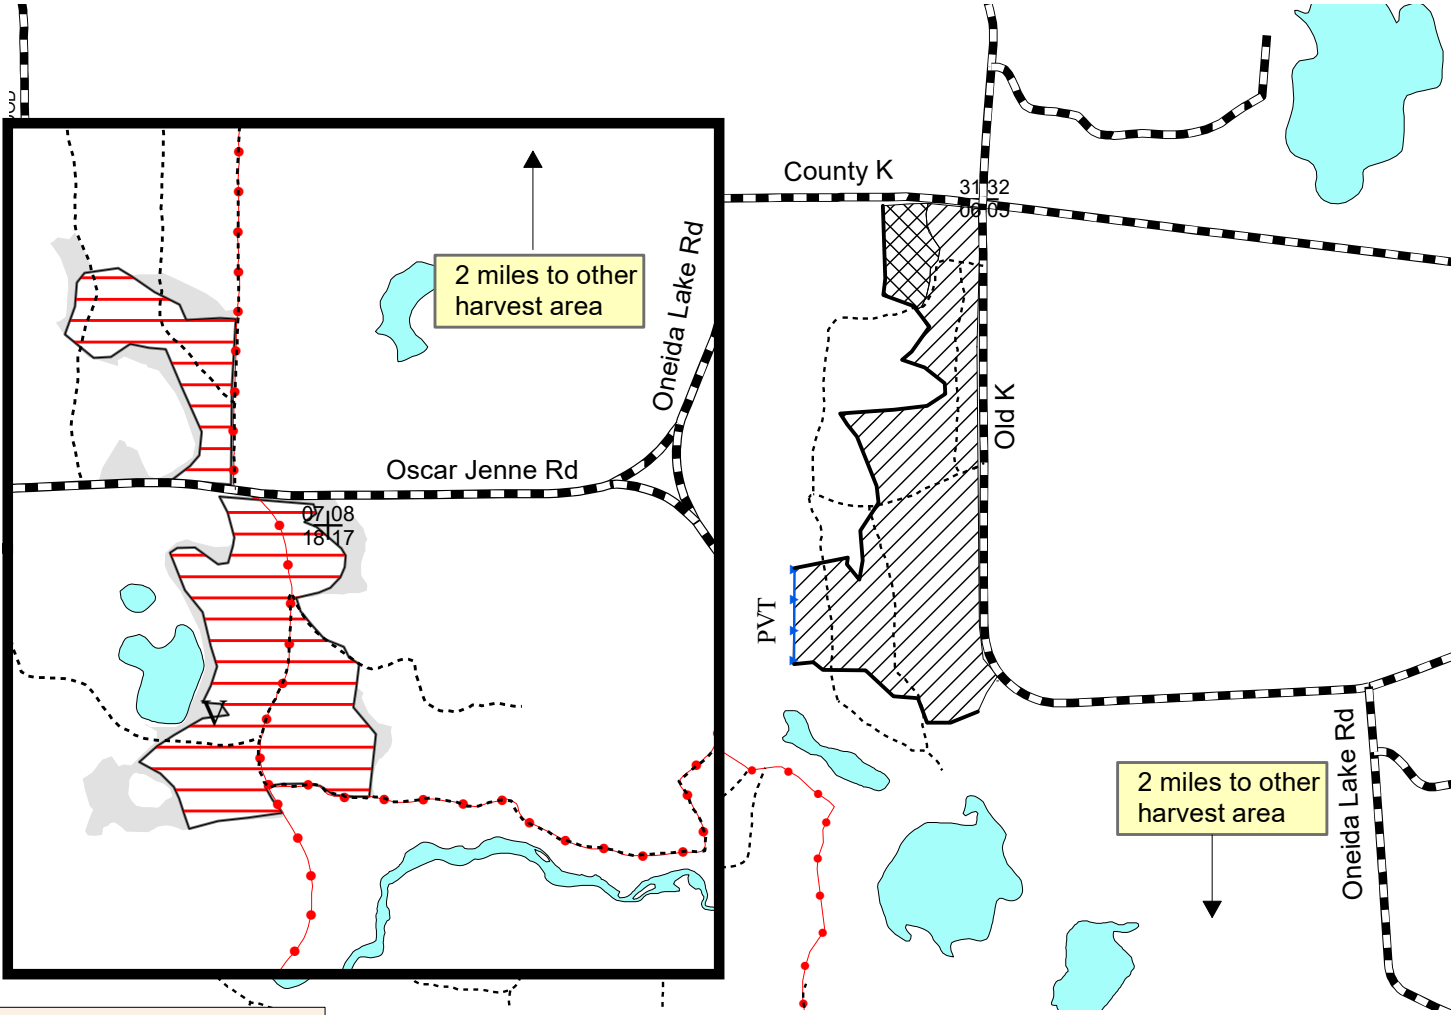 County K
31 32
06 05
2 miles to other
harvest area
Oneida Lake Rd
Old K
Oscar Jenne Rd
07 08
18 17
PVT
2 miles to other
harvest area
Oneida Lake Rd